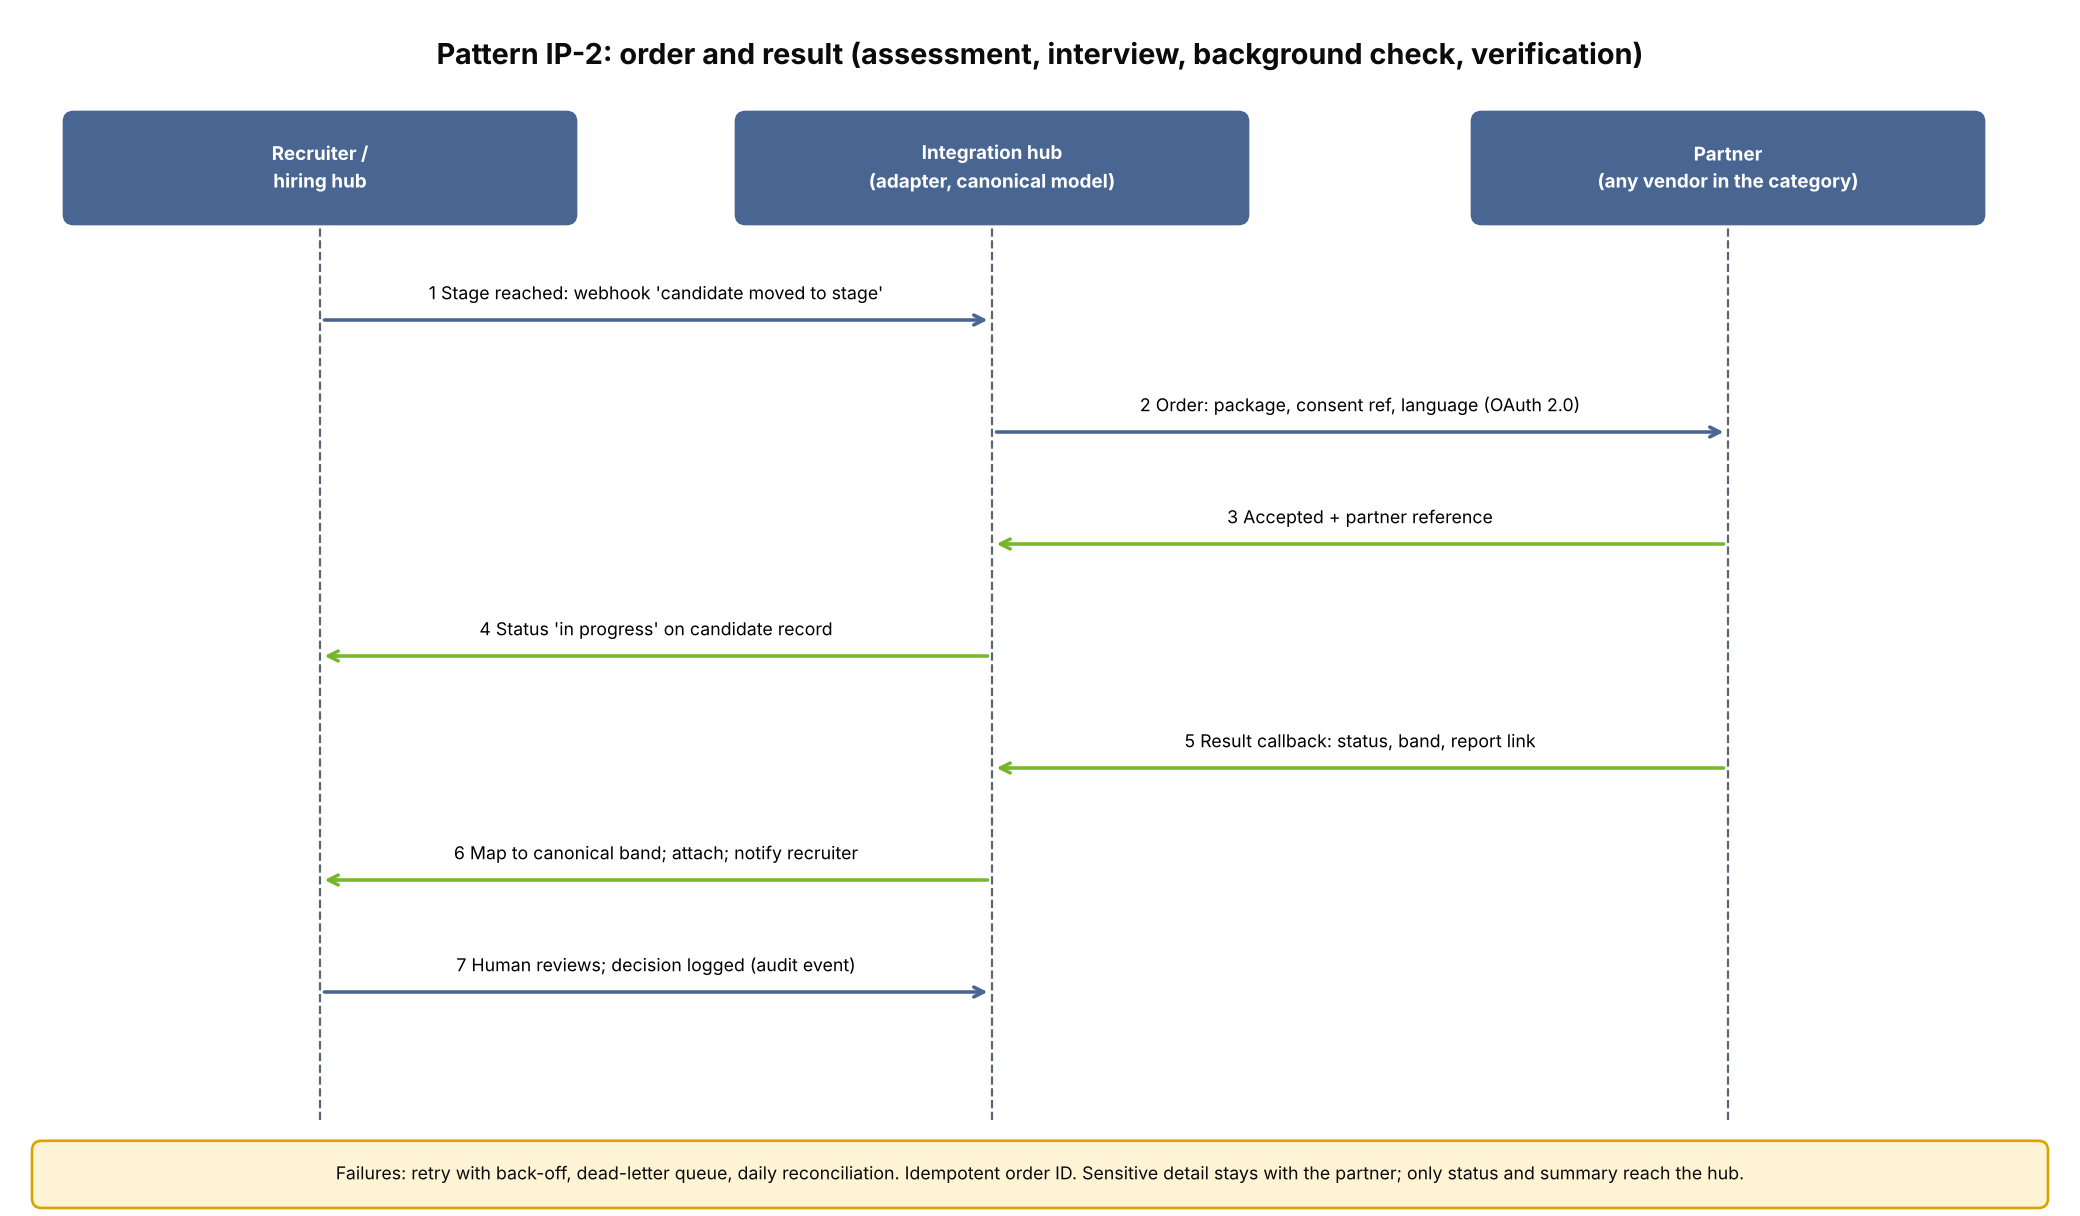 Pattern IP-2: order and result (assessment, interview, background check, verification)
Recruiter /
hiring hub
Integration hub
(adapter, canonical model)
Partner
(any vendor in the category)
1 Stage reached: webhook 'candidate moved to stage'
2 Order: package, consent ref, language (OAuth 2.0)
3 Accepted + partner reference
4 Status 'in progress' on candidate record
5 Result callback: status, band, report link
6 Map to canonical band; attach; notify recruiter
7 Human reviews; decision logged (audit event)
Failures: retry with back-off, dead-letter queue, daily reconciliation. Idempotent order ID. Sensitive detail stays with the partner; only status and summary reach the hub.